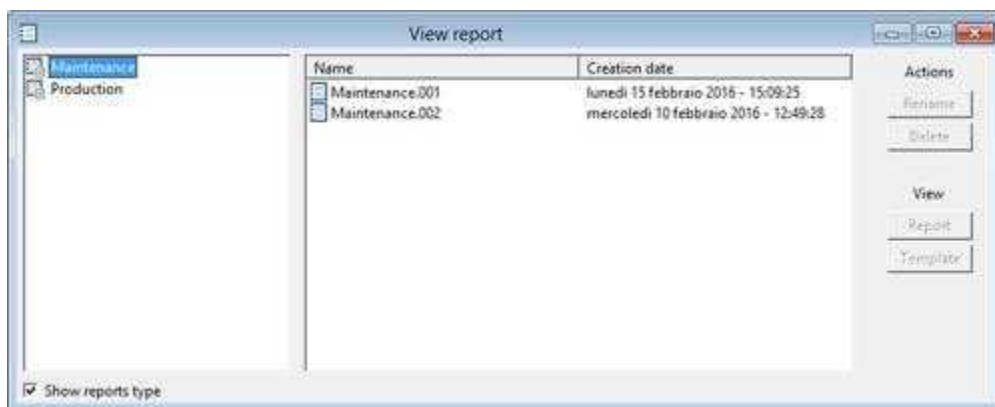 View report
Maintenance
Production
Name Creation date
Maintenance.001 lunedì 15 febbraio 2016 - 15:09:25
Maintenance.002 mercoledì 10 febbraio 2016 - 12:49:28
Actions
Rename
Delete
View
Report
Template
Show reports type